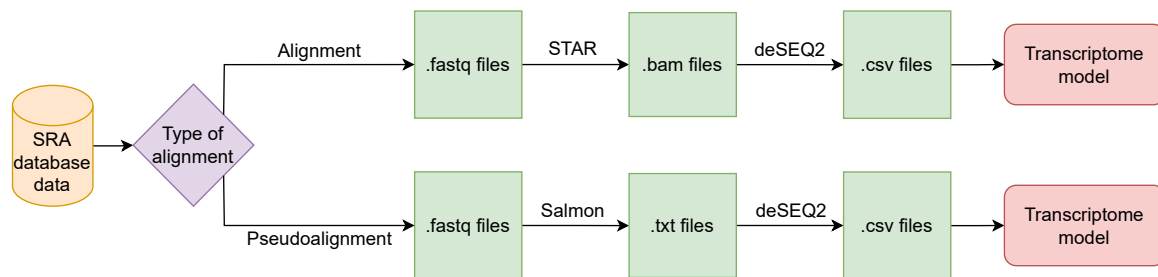 Alignment
STAR
deSEQ2
.fastq files
.bam files
.csv files
Transcriptome
model
SRA
database
data
Type of
alignment
Pseudoalignment
Salmon
deSEQ2
.fastq files
.txt files
.csv files
Transcriptome
model